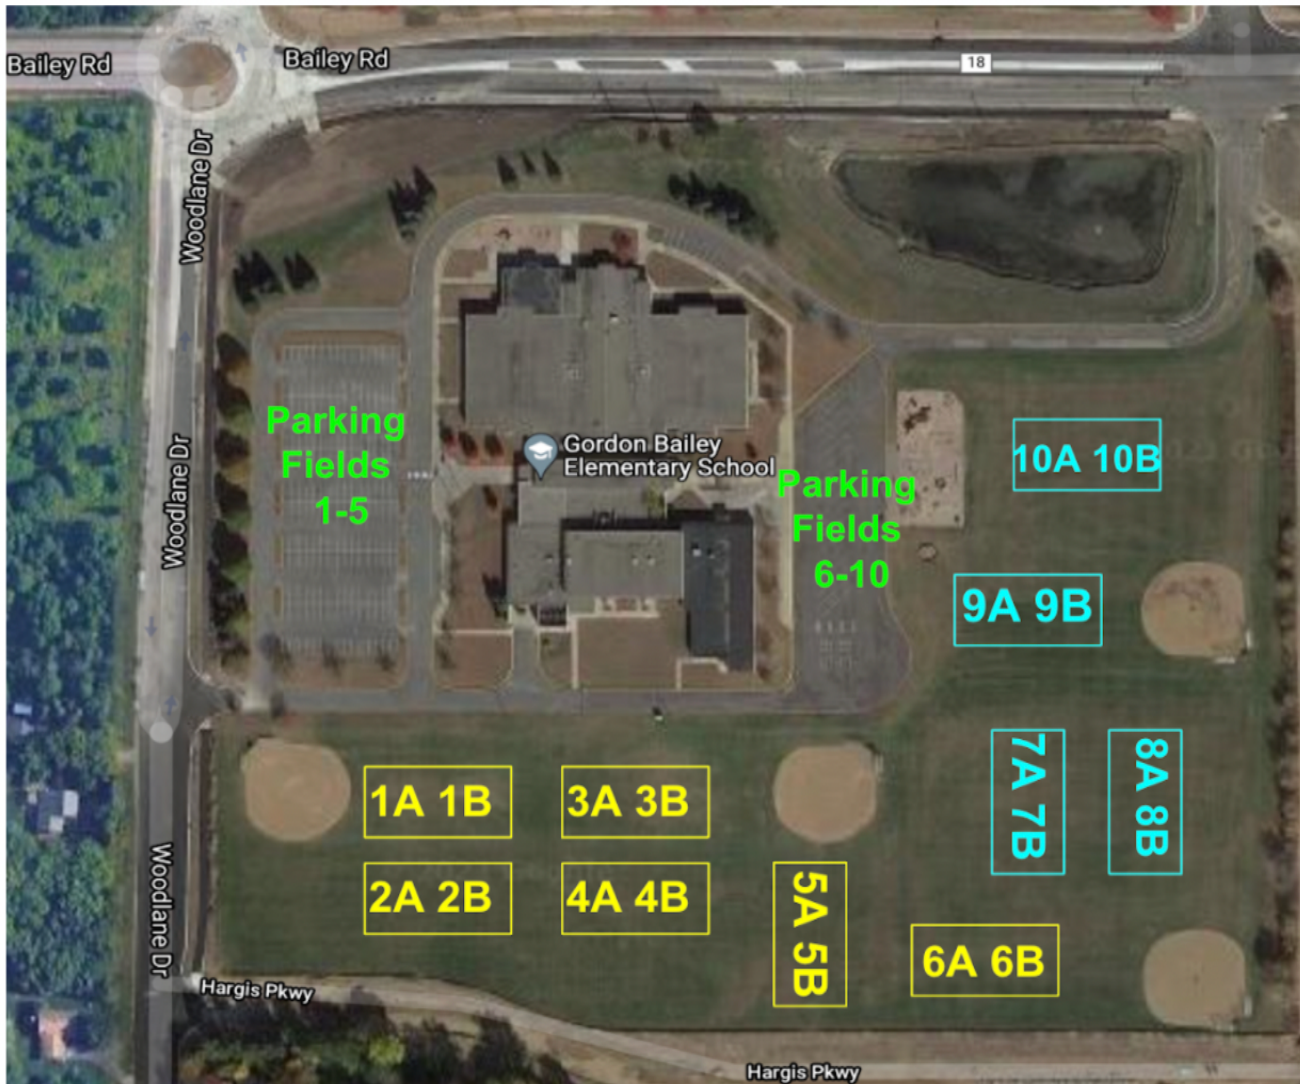 Bailey Rd
Bailey Rd
18
Woodlane Dr
Parking
Fields
1-5
Gordon Bailey
Elementary School
Parking
Fields
6-10
10A 10B
Woodlane Dr
9A 9B
7A 7B
8A 8B
1A 1B
3A 3B
2A 2B
4A 4B
5A 5B
6A 6B
Woodlane Dr
Hargis Pkwy
Hargis Pkwy